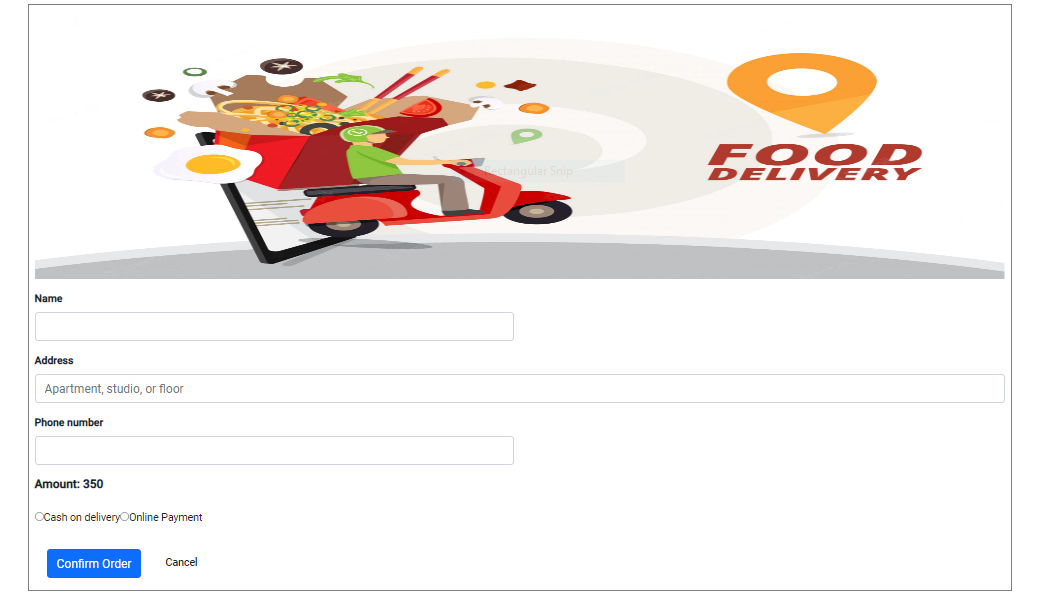 FOOD
DELIVERY
Rectangular Snip
Name
Address
Apartment, studio, or floor
Phone number
Amount: 350
Cash on delivery Online Payment
Confirm Order Cancel